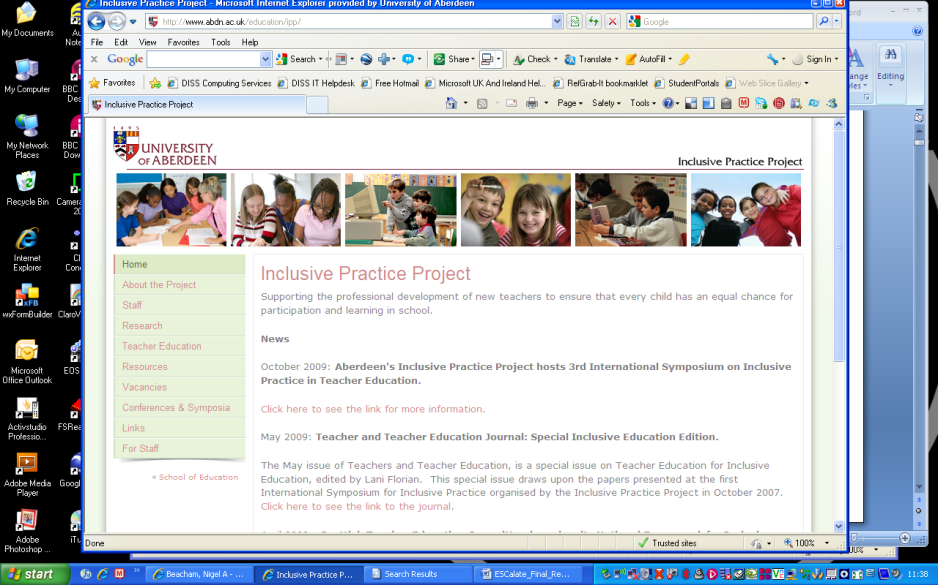 Inclusive Practice Project - Microsoft Internet Explorer provided by University of Aberdeen
http://www.abdn.ac.uk/education/ipp/
Google
File Edit View Favorites Tools Help
x Google Search Share Check Translate AutoFill Sign In
Favorites DISS Computing Services DISS IT Helpdesk Free Hotmail Microsoft UK And Ireland Hel... RefGrab-It bookmarklet StudentPortals Web Slice Gallery
Inclusive Practice Project
Page Safety Tools
My Documents
My Computer
BBC
My Network Places
BBC
Recycle Bin
Internet Explorer
wxFormBuilder
Microsoft Office Outlook
EOS
Activstudio Professio...
FSRea
Adobe Media Player
Googl
Adobe Photoshop ...
iTu
Editing
1495
UNIVERSITY
OF ABERDEEN
Inclusive Practice Project
Home
About the Project
Staff
Research
Teacher Education
Resources
Vacancies
Conferences & Symposia
Links
For Staff
« School of Education
Inclusive Practice Project
Supporting the professional development of new teachers to ensure that every child has an equal chance for
participation and learning in school.
News
October 2009: Aberdeen's Inclusive Practice Project hosts 3rd International Symposium on Inclusive
Practice in Teacher Education.
Click here to see the link for more information.
May 2009: Teacher and Teacher Education Journal: Special Inclusive Education Edition.
The May issue of Teachers and Teacher Education, is a special issue on Teacher Education for Inclusive
Education, edited by Lani Florian. This special issue draws upon the papers presented at the first
International Symposium for Inclusive Practice organised by the Inclusive Practice Project in October 2007.
Click here to see the link to the journal.
Done Trusted sites 100%
start Beacham, Nigel A - ... Inclusive Practice P... Search Results ESCalate_Final_Re... 11:38